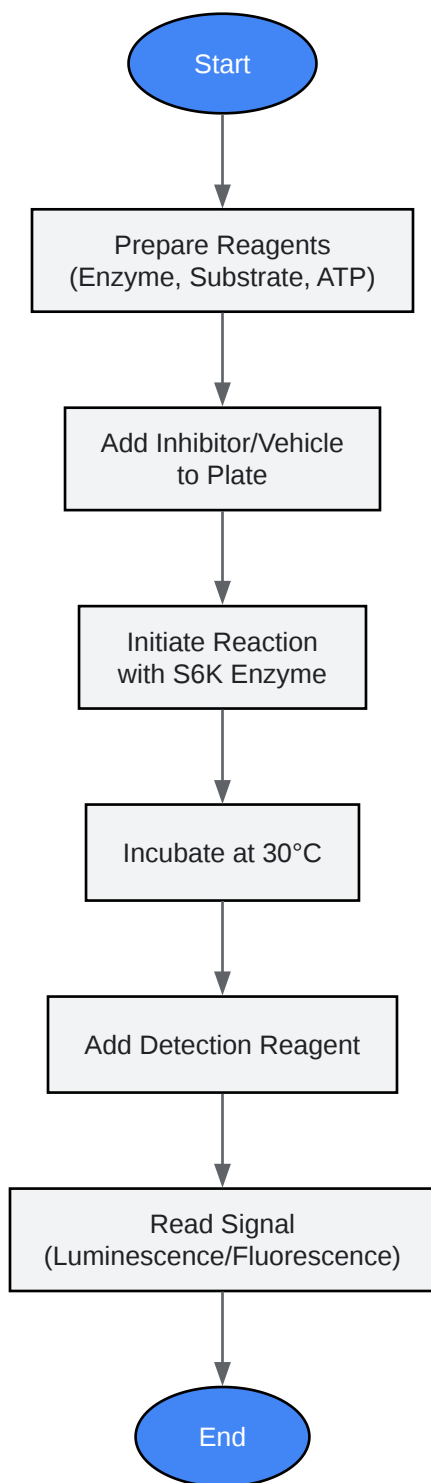 Start
Prepare Reagents
(Enzyme, Substrate, ATP)
Add Inhibitor/Vehicle
to Plate
Initiate Reaction
with S6K Enzyme
Incubate at 30°C
Add Detection Reagent
Read Signal
(Luminescence/Fluorescence)
End